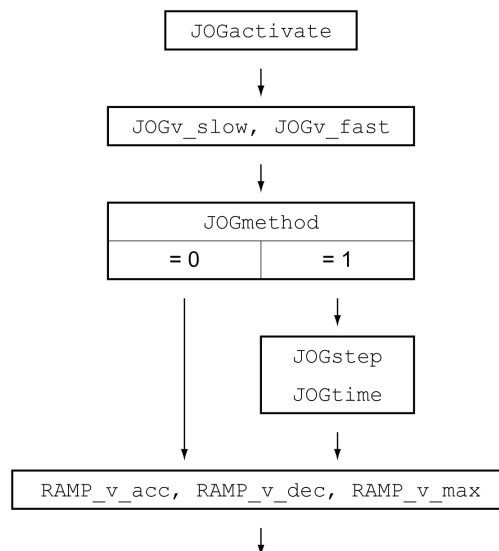 JOGactivate
JOGv_slow, JOGv_fast
JOGmethod
= 0
= 1
JOGstep
JOGtime
RAMP_v_acc, RAMP_v_dec, RAMP_v_max